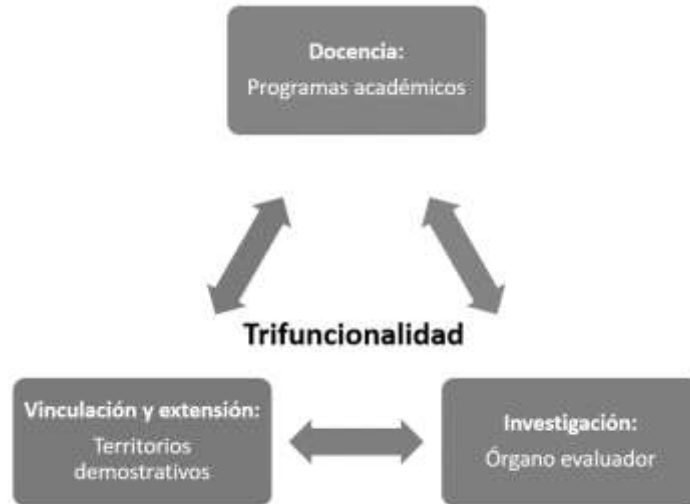 Docencia:
Programas académicos
Trifuncionalidad
Vinculación y extensión:
Territorios
demostrativos
Investigación:
Órgano evaluador